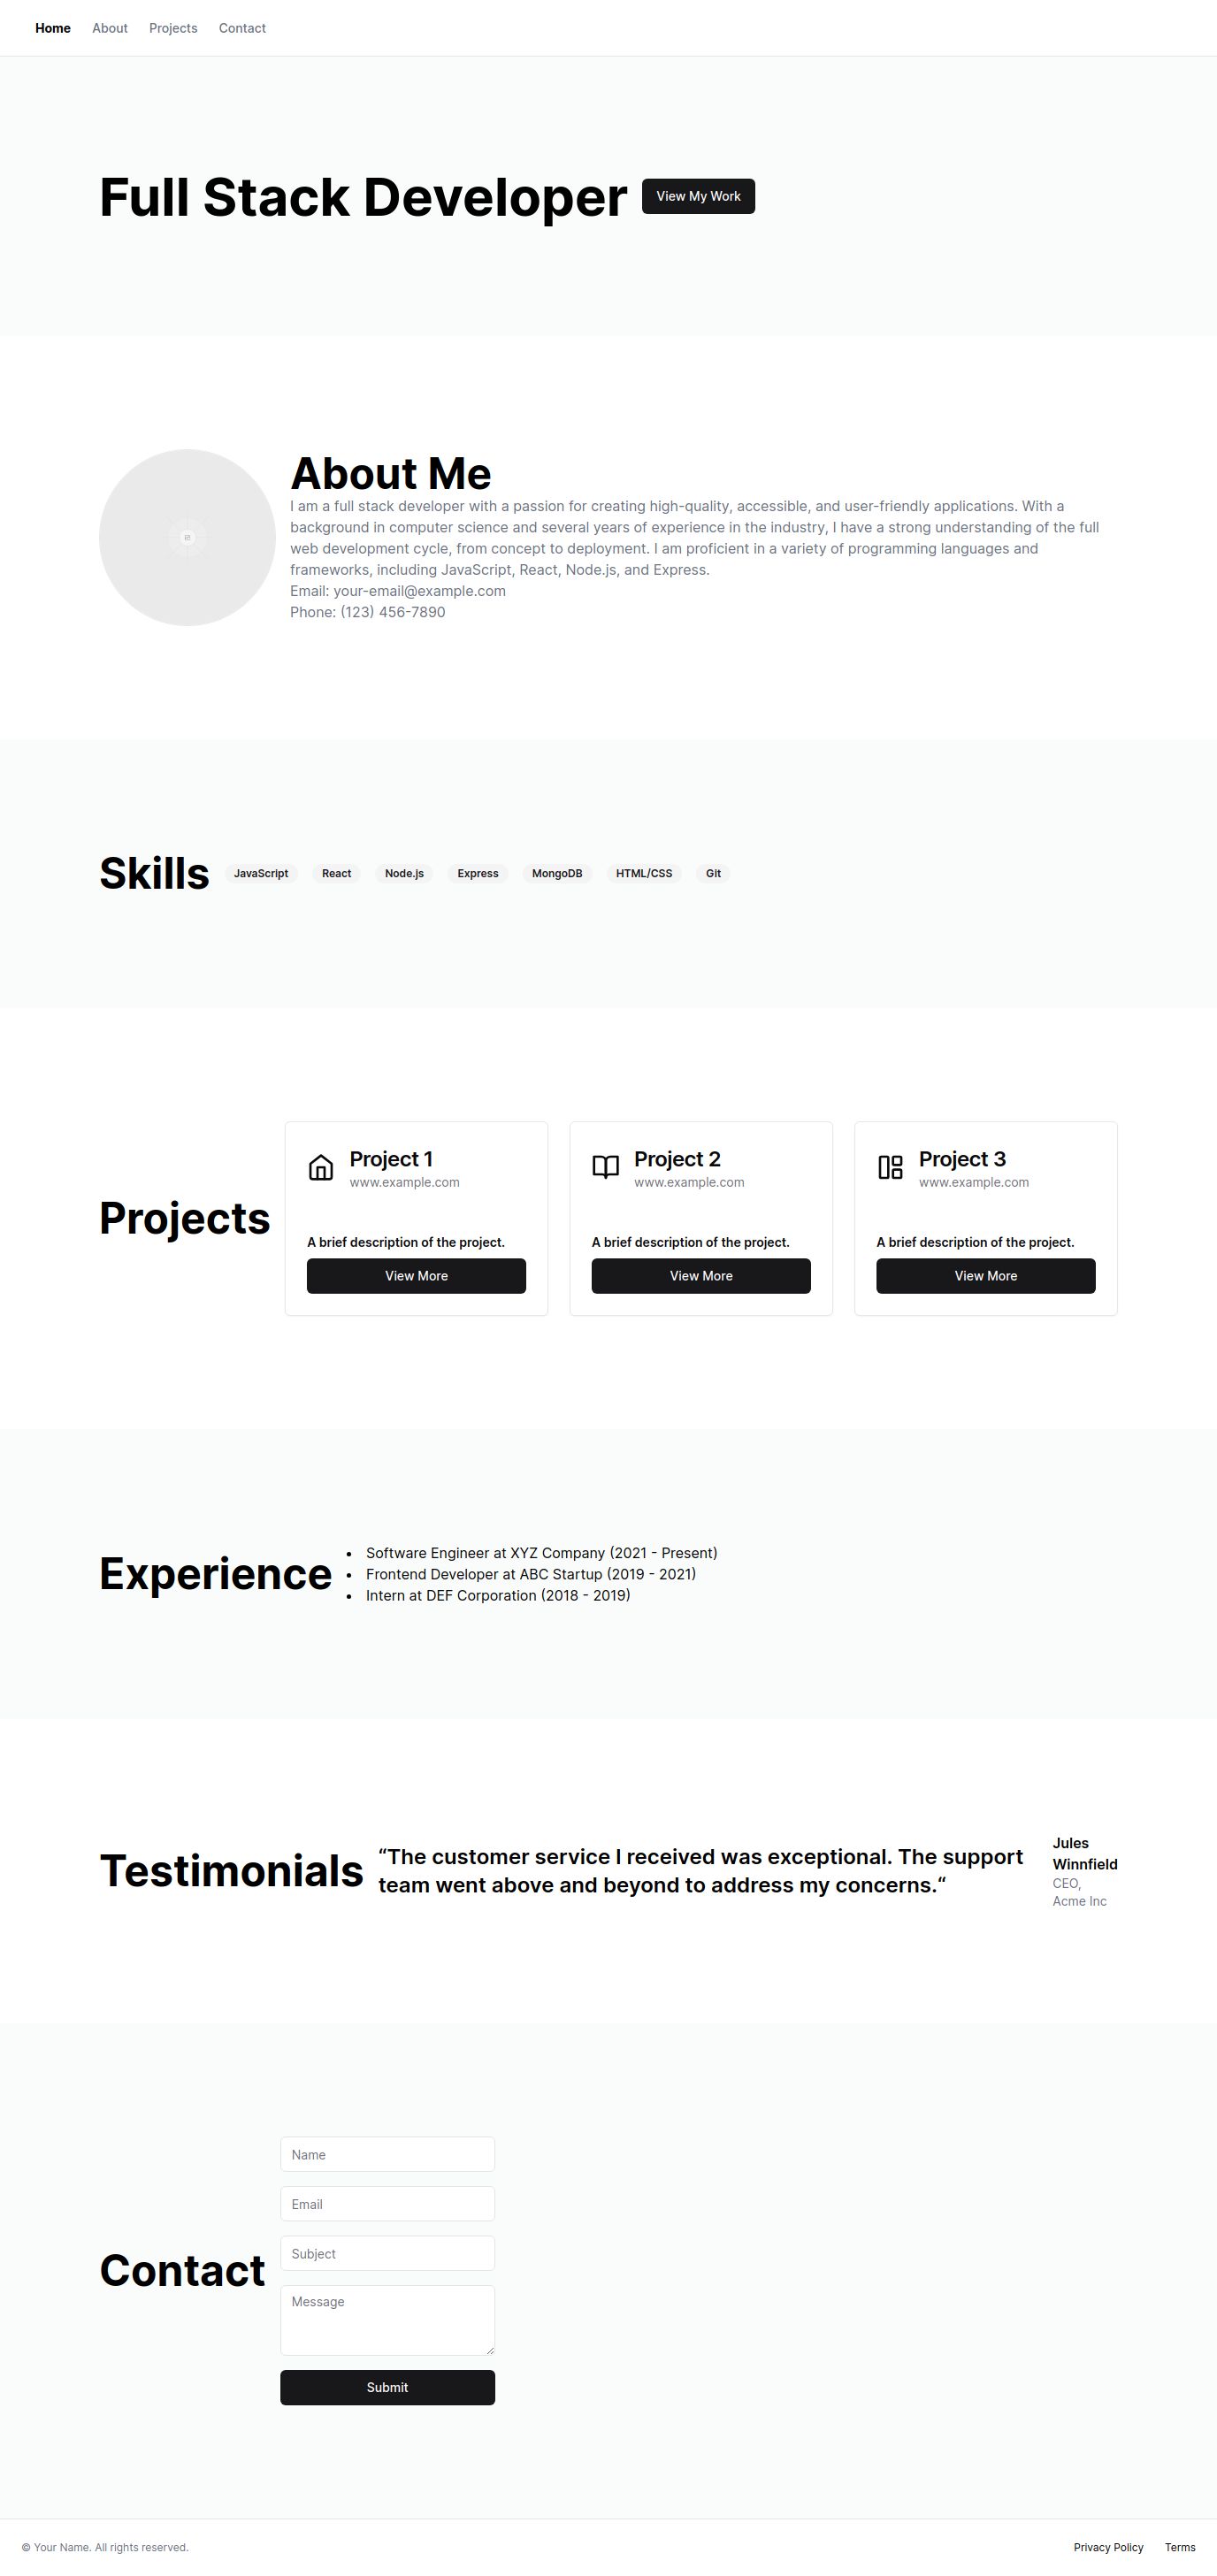 Home About Projects Contact
Full Stack Developer
View My Work
About Me
I am a full stack developer with a passion for creating high-quality, accessible, and user-friendly applications. With a
background in computer science and several years of experience in the industry, I have a strong understanding of the full
web development cycle, from concept to deployment. I am proficient in a variety of programming languages and
frameworks, including JavaScript, React, Node.js, and Express.
Email: your-email@example.com
Phone: (123) 456-7890
Skills
JavaScript React Node.js Express MongoDB HTML/CSS Git
Projects
Project 1
www.example.com
A brief description of the project.
View More
Project 2
www.example.com
A brief description of the project.
View More
Project 3
www.example.com
A brief description of the project.
View More
Experience
• Software Engineer at XYZ Company (2021 - Present)
• Frontend Developer at ABC Startup (2019 - 2021)
• Intern at DEF Corporation (2018 - 2019)
Testimonials
“The customer service I received was exceptional. The support
team went above and beyond to address my concerns.“
Jules
Winnfield
CEO,
Acme Inc
Contact
Name
Email
Subject
Message
Submit
© Your Name. All rights reserved.
Privacy Policy Terms